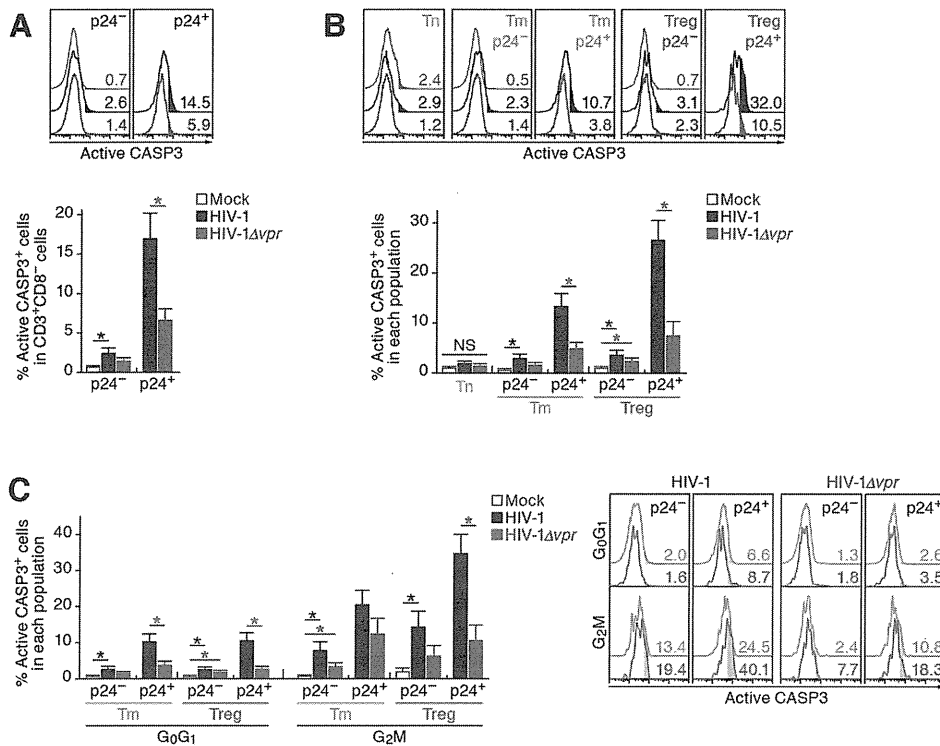 A
p24⁻ p24⁺
0.7
2.6 14.5
1.4 5.9
Active CASP3
% Active CASP3⁺ cells
in CD3⁺CD8⁻ cells
20
15
10
5
0
Mock
HIV-1
HIV-1Δvpr
*
*
p24⁻ p24⁺
B
Tn Tm Tm Treg Treg
p24⁻ p24⁺ p24⁻ p24⁺
2.4 0.5 0.7
2.9 2.3 10.7 3.1 32.0
1.2 1.4 3.8 2.3 10.5
Active CASP3
% Active CASP3⁺ cells
in each population
30
20
10
0
Mock
HIV-1
HIV-1Δvpr
NS
*
*
*
*
*
p24⁻ p24⁺ p24⁻ p24⁺
Tn Tm Treg
C
% Active CASP3⁺ cells
in each population
40
30
20
10
0
Mock
HIV-1
HIV-1Δvpr
*
*
*
*
*
*
*
*
*
p24⁻ p24⁺ p24⁻ p24⁺ p24⁻ p24⁺ p24⁻ p24⁺
Tm Treg Tm Treg
G₀G₁ G₂M
HIV-1 HIV-1Δvpr
p24⁻ p24⁺ p24⁻ p24⁺
G₀G₁
2.0 6.6 1.3 2.6
1.6 8.7 1.8 3.5
G₂M
13.4 24.5 2.4 10.8
19.4 40.1 7.7 18.3
Active CASP3